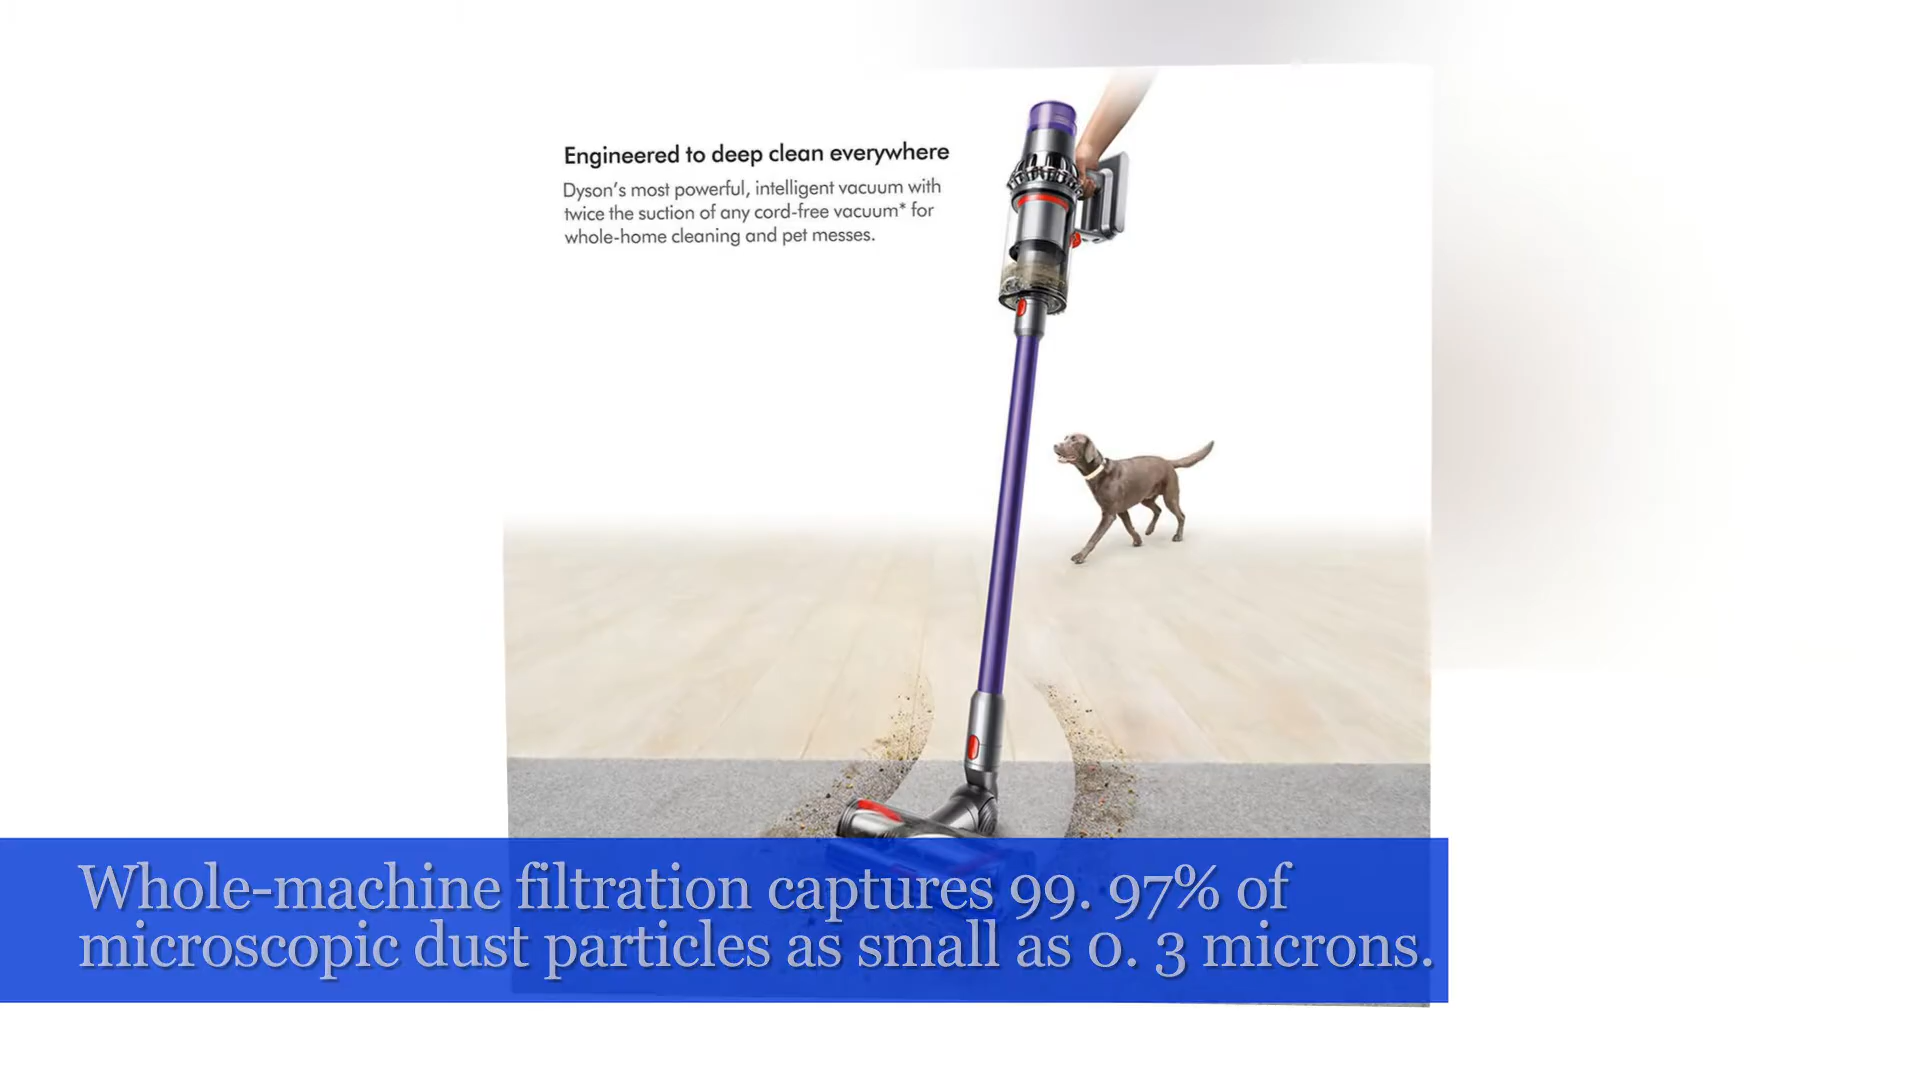 Engineered to deep clean everywhere
Dyson's most powerful, intelligent vacuum with
twice the suction of any cord-free vacuum* for
whole-home cleaning and pet messes.
Whole-machine filtration captures 99. 97% of
microscopic dust particles as small as 0. 3 microns.